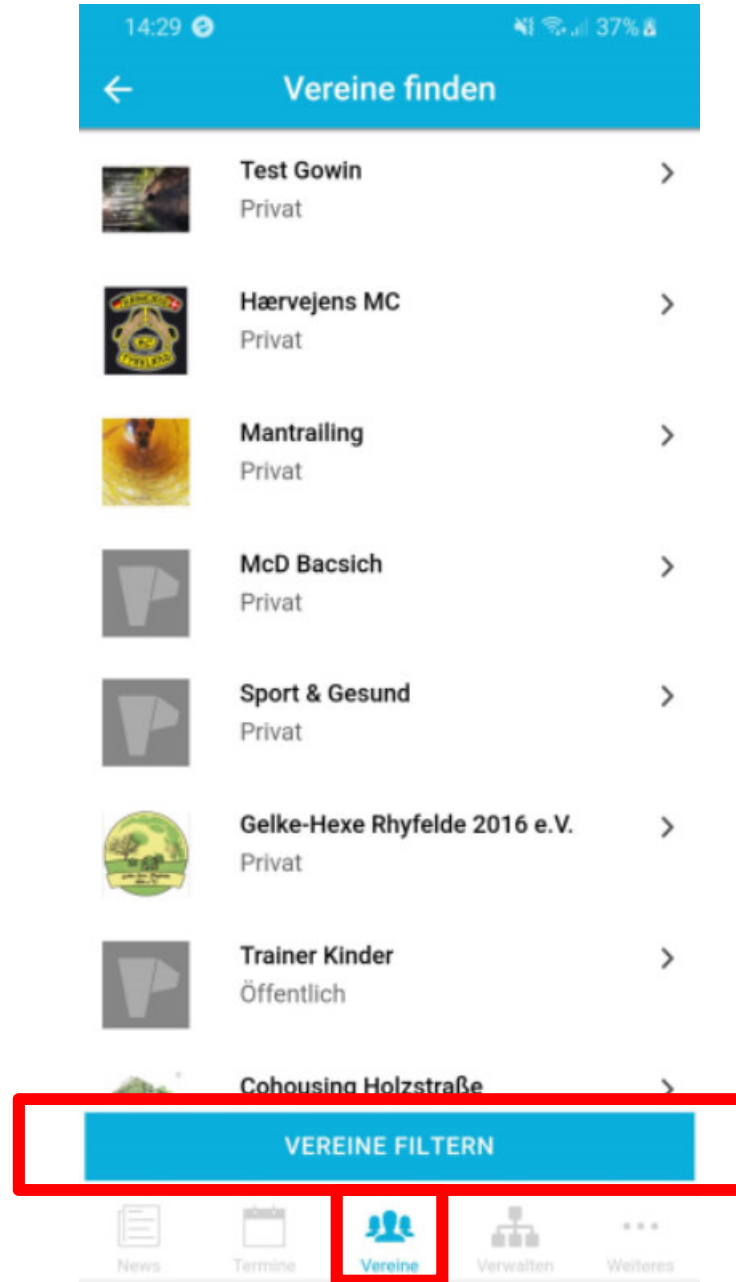 14:29
37%
Vereine finden
Test Gowin
Privat
Hærvejens MC
Privat
Mantrailing
Privat
McD Bacsich
Privat
Sport & Gesund
Privat
Gelke-Hexe Rhyfelde 2016 e.V.
Privat
Trainer Kinder
Öffentlich
Cohousing Holzstraße
VEREINE FILTERN
News
Termine
Vereine
Verwalten
Weiteres